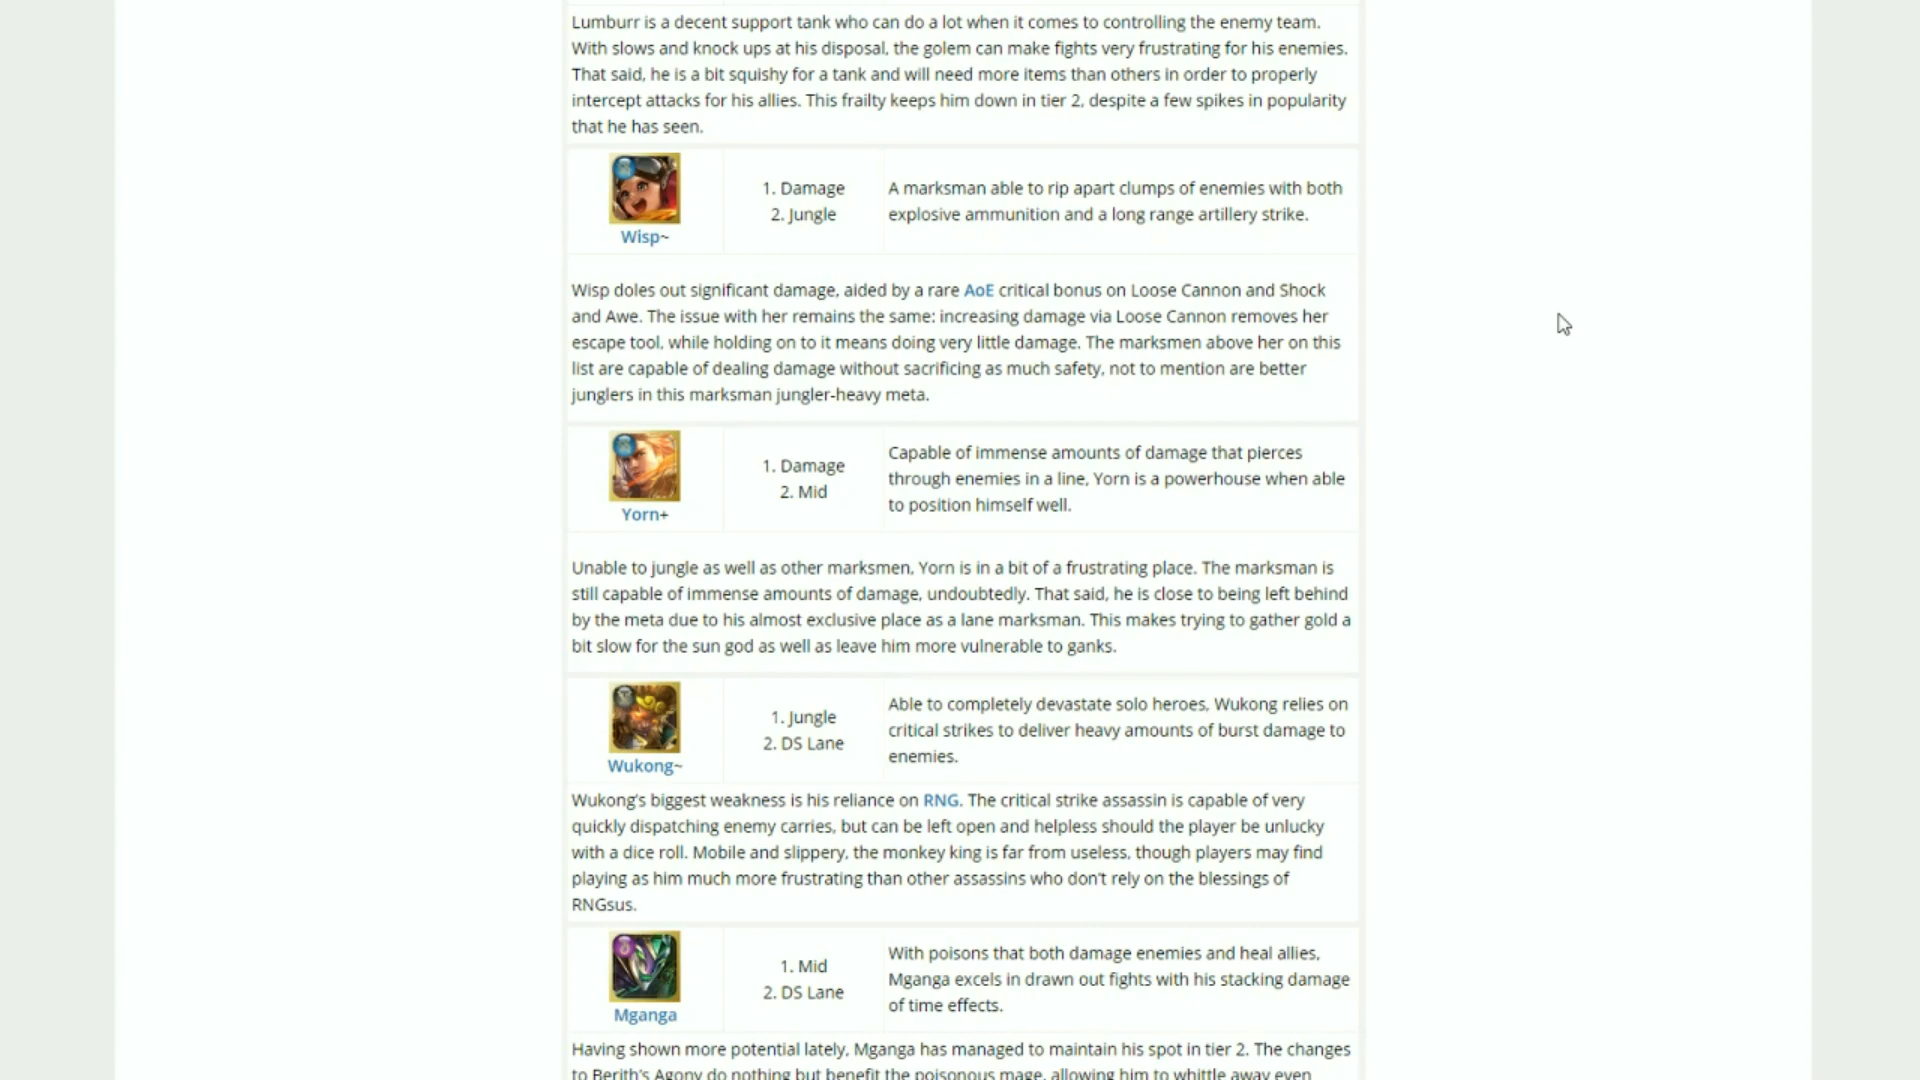 Lumburr is a decent support tank who can do a lot when it comes to controlling the enemy team.
With slows and knock ups at his disposal, the golem can make fights very frustrating for his enemies.
That said, he is a bit squishy for a tank and will need more items than others in order to properly
intercept attacks for his allies. This frailty keeps him down in tier 2, despite a few spikes in popularity
that he has seen.
Wisp~
1. Damage
2. Jungle
A marksman able to rip apart clumps of enemies with both
explosive ammunition and a long range artillery strike.
Wisp doles out significant damage, aided by a rare AoE critical bonus on Loose Cannon and Shock
and Awe. The issue with her remains the same: increasing damage via Loose Cannon removes her
escape tool, while holding on to it means doing very little damage. The marksmen above her on this
list are capable of dealing damage without sacrificing as much safety, not to mention are better
junglers in this marksman jungler-heavy meta.
Yorn+
1. Damage
2. Mid
Capable of immense amounts of damage that pierces
through enemies in a line, Yorn is a powerhouse when able
to position himself well.
Unable to jungle as well as other marksmen, Yorn is in a bit of a frustrating place. The marksman is
still capable of immense amounts of damage, undoubtedly. That said, he is close to being left behind
by the meta due to his almost exclusive place as a lane marksman. This makes trying to gather gold a
bit slow for the sun god as well as leave him more vulnerable to ganks.
Wukong~
1. Jungle
2. DS Lane
Able to completely devastate solo heroes, Wukong relies on
critical strikes to deliver heavy amounts of burst damage to
enemies.
Wukong's biggest weakness is his reliance on RNG. The critical strike assassin is capable of very
quickly dispatching enemy carries, but can be left open and helpless should the player be unlucky
with a dice roll. Mobile and slippery, the monkey king is far from useless, though players may find
playing as him much more frustrating than other assassins who don't rely on the blessings of
RNGsus.
Mganga
1. Mid
2. DS Lane
With poisons that both damage enemies and heal allies,
Mganga excels in drawn out fights with his stacking damage
of time effects.
Having shown more potential lately, Mganga has managed to maintain his spot in tier 2. The changes
to Berith's Agony do nothing but benefit the poisonous mage, allowing him to whittle away even